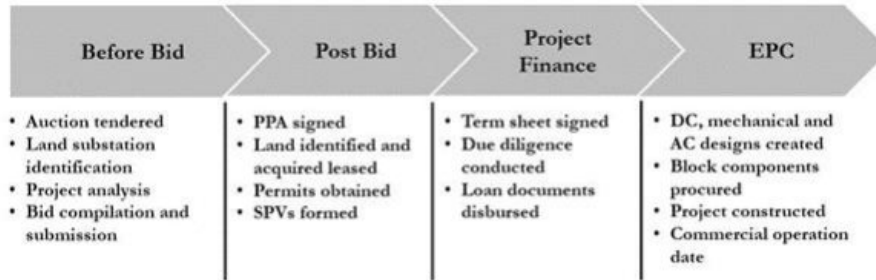 Before Bid
Post Bid
Project
Finance
EPC
• Auction tendered
• Land substation
identification
• Project analysis
• Bid compilation and
submission
• PPA signed
• Land identified and
acquired leased
• Permits obtained
• SPVs formed
• Term sheet signed
• Due diligence
conducted
• Loan documents
disbursed
• DC, mechanical and
AC designs created
• Block components
procured
• Project constructed
• Commercial operation
date